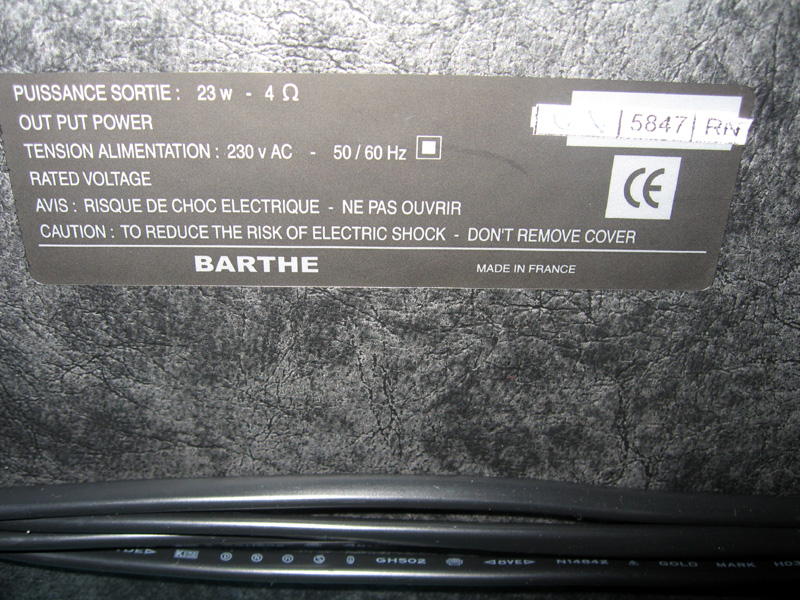 PUISSANCE SORTIE : 23 w - 4 Ω
OUT PUT POWER
5847 RN
TENSION ALIMENTATION : 230 v AC - 50 / 60 Hz
RATED VOLTAGE
CE
AVIS : RISQUE DE CHOC ELECTRIQUE - NE PAS OUVRIR
CAUTION : TO REDUCE THE RISK OF ELECTRIC SHOCK - DON'T REMOVE COVER
BARTHE MADE IN FRANCE
GH502 ◁VE▷ N14842 GOLD MARK H03